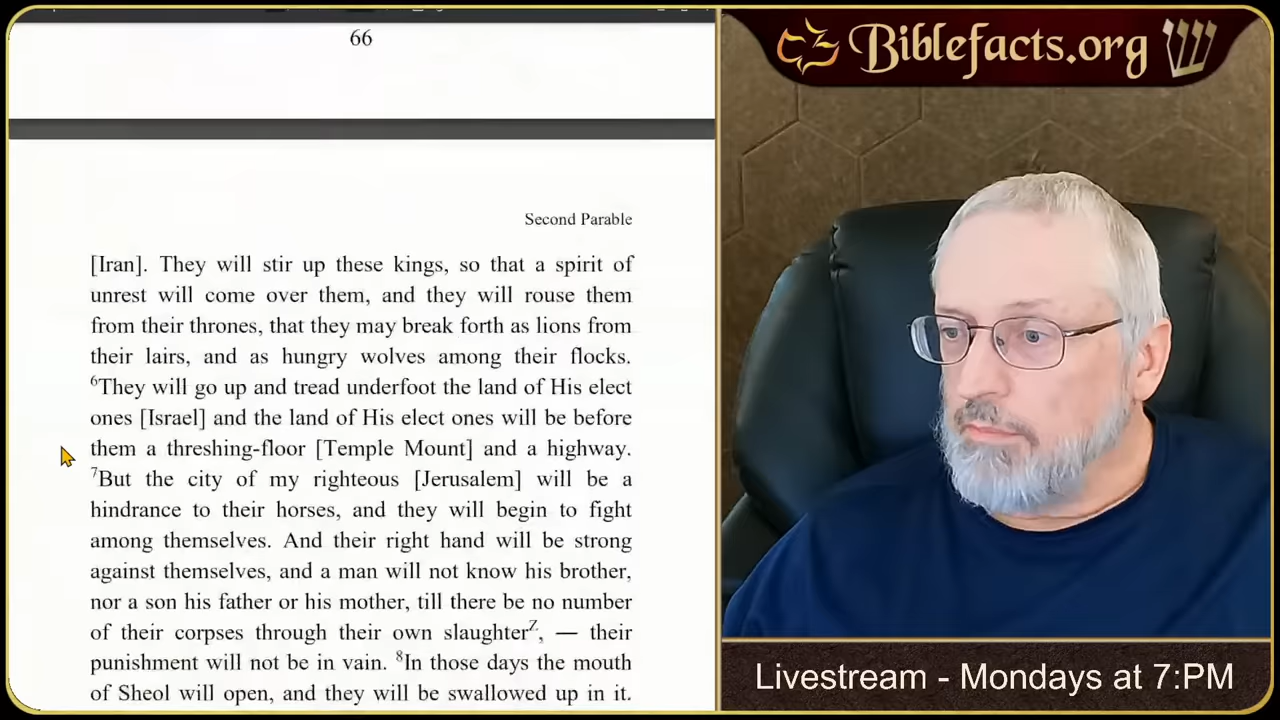 66
Second Parable
[Iran]. They will stir up these kings, so that a spirit of
unrest will come over them, and they will rouse them
from their thrones, that they may break forth as lions from
their lairs, and as hungry wolves among their flocks.
⁶They will go up and tread underfoot the land of His elect
ones [Israel] and the land of His elect ones will be before
them a threshing-floor [Temple Mount] and a highway.
⁷But the city of my righteous [Jerusalem] will be a
hindrance to their horses, and they will begin to fight
among themselves. And their right hand will be strong
against themselves, and a man will not know his brother,
nor a son his father or his mother, till there be no number
of their corpses through their own slaughterᶻ, — their
punishment will not be in vain. ⁸In those days the mouth
of Sheol will open, and they will be swallowed up in it.
Biblefacts.org ש
Livestream - Mondays at 7:PM